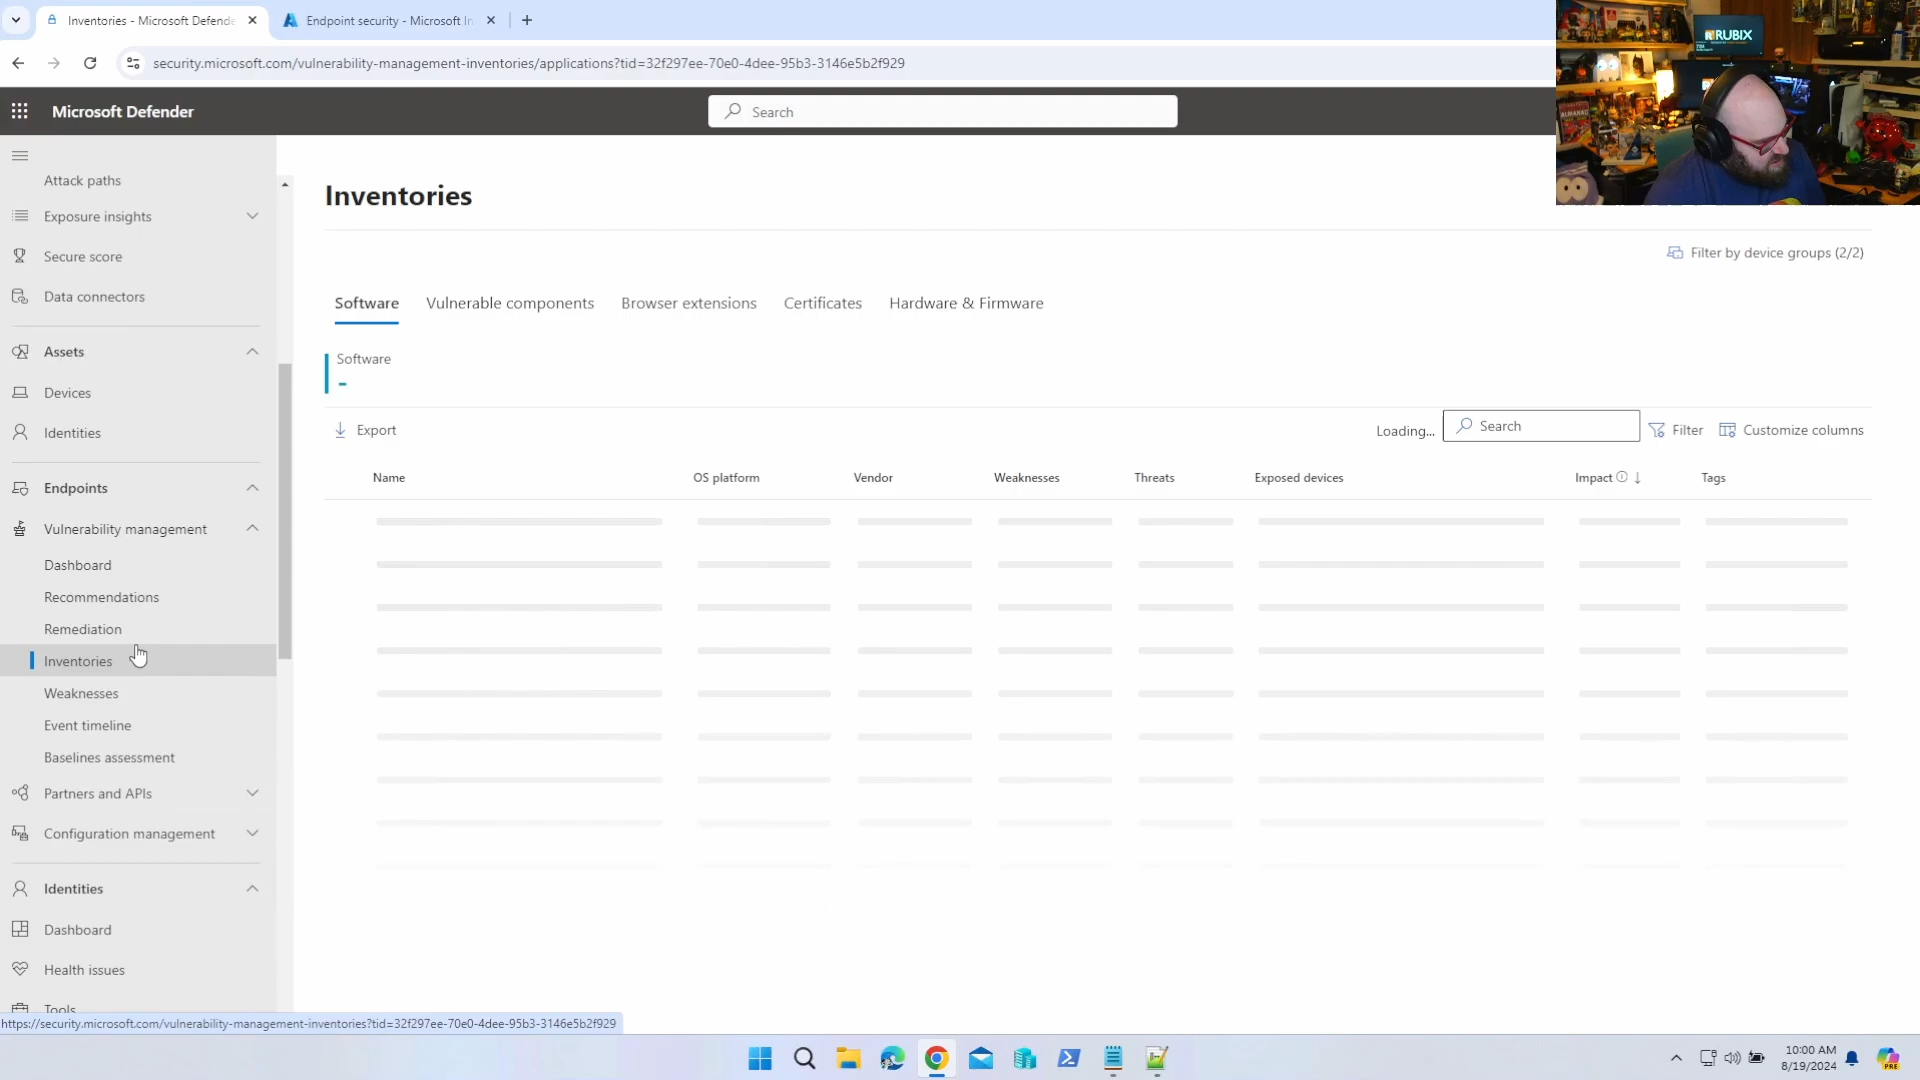 Inventories - Microsoft Defende
Endpoint security - Microsoft In
security.microsoft.com/vulnerability-management-inventories/applications?tid=32f297ee-70e0-4dee-95b3-3146e5b2f929
RUBIX
Microsoft Defender
Search
Attack paths
Exposure insights
Secure score
Data connectors
Assets
Devices
Identities
Endpoints
Vulnerability management
Dashboard
Recommendations
Remediation
Inventories
Weaknesses
Event timeline
Baselines assessment
Partners and APIs
Configuration management
Identities
Dashboard
Health issues
Tools
Inventories
Filter by device groups (2/2)
Software Vulnerable components Browser extensions Certificates Hardware & Firmware
Software
-
Export Loading... Search Filter Customize columns
Name OS platform Vendor Weaknesses Threats Exposed devices Impact Tags
https://security.microsoft.com/vulnerability-management-inventories?tid=32f297ee-70e0-4dee-95b3-3146e5b2f929
10:00 AM
8/19/2024
PRE